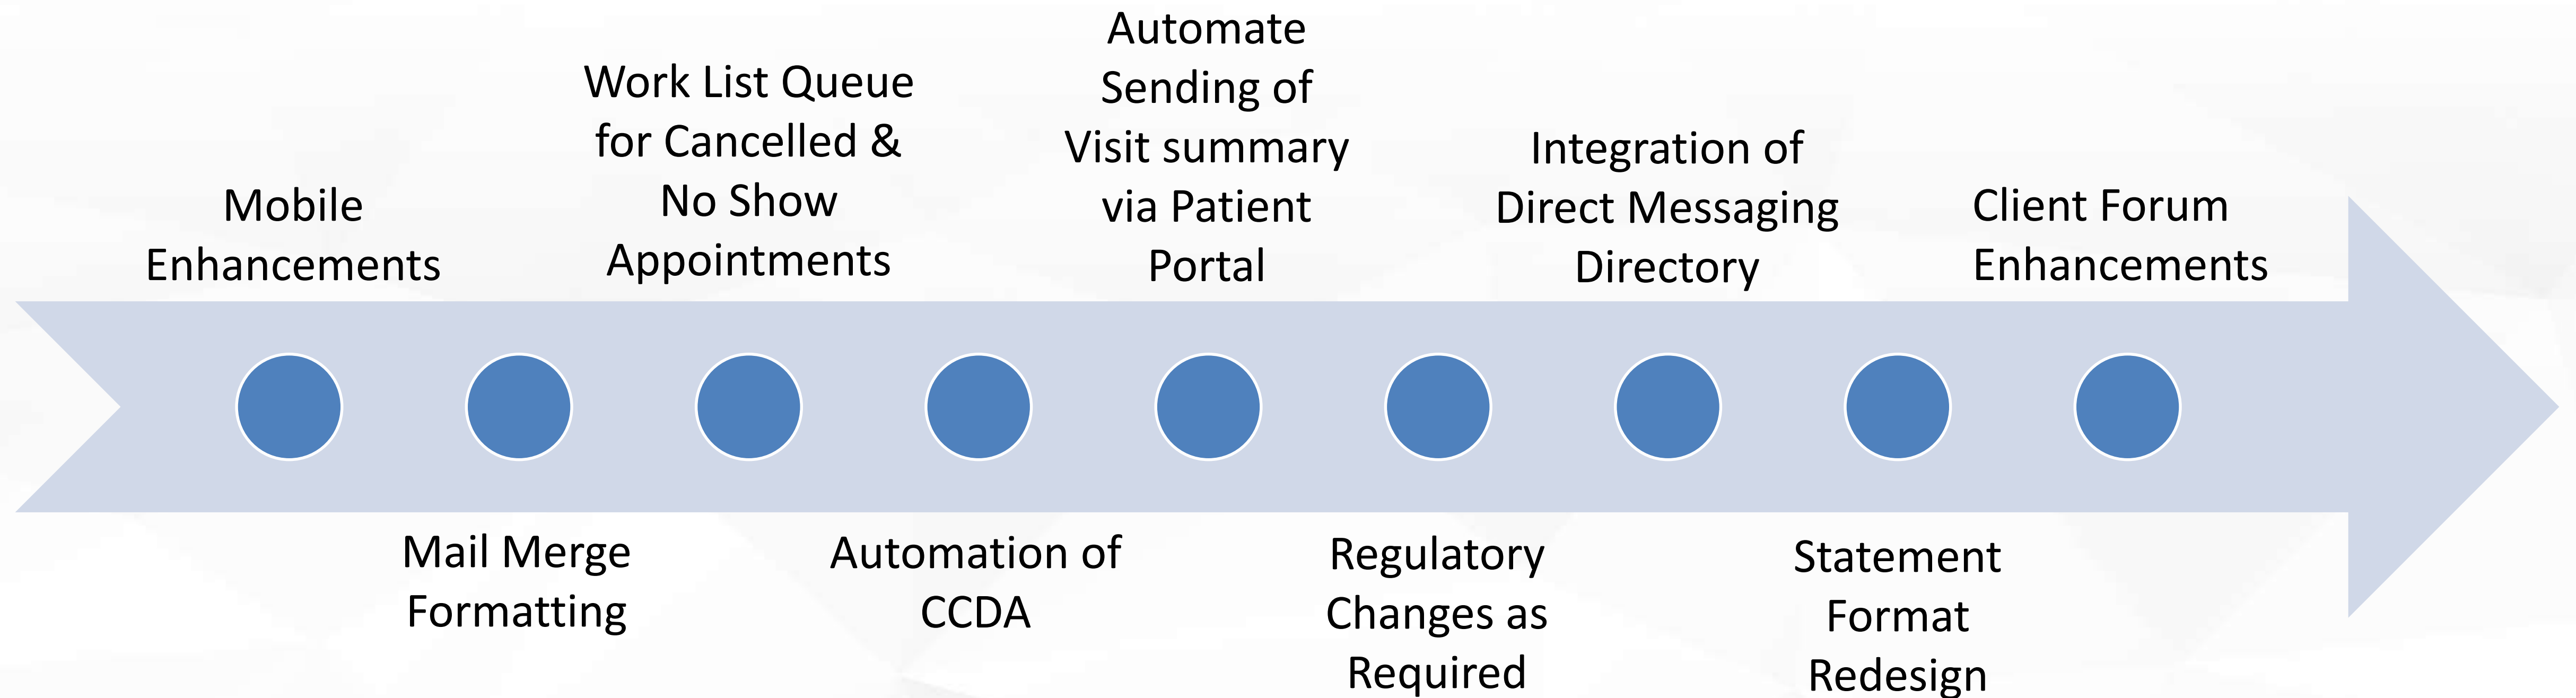 Mobile
Enhancements
Mail Merge
Formatting
Work List Queue
for Cancelled &
No Show
Appointments
Automation of
CCDA
Automate
Sending of
Visit summary
via Patient
Portal
Regulatory
Changes as
Required
Integration of
Direct Messaging
Directory
Statement
Format
Redesign
Client Forum
Enhancements